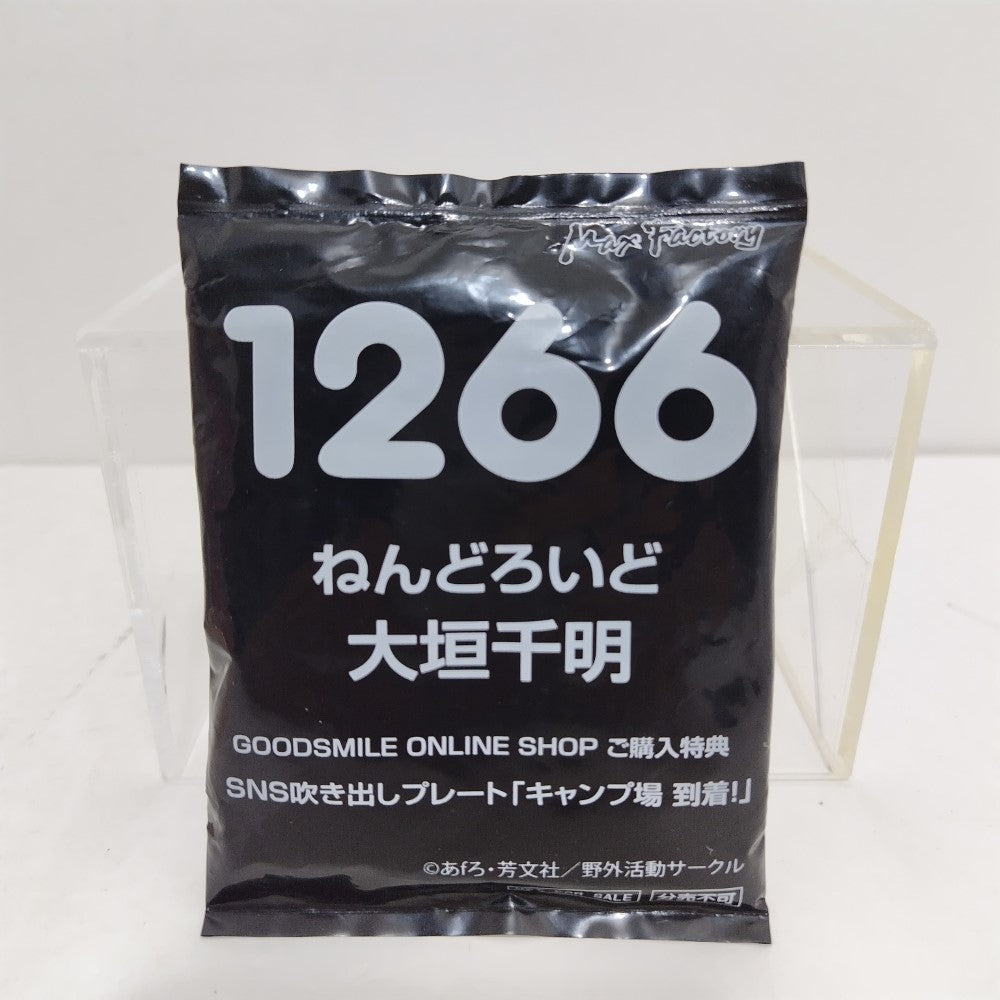 Max Factory
1266
ねんどろいど
大垣千明
GOODSMILE ONLINE SHOP ご購入特典
SNS吹き出しプレート「キャンプ場 到着!」
©あfろ・芳文社／野外活動サークル
SALE 分売不可